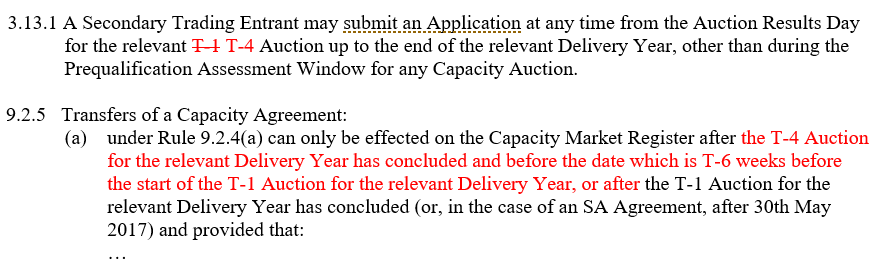 3.13.1 A Secondary Trading Entrant may submit an Application at any time from the Auction Results Day
for the relevant T-1 T-4 Auction up to the end of the relevant Delivery Year, other than during the
Prequalification Assessment Window for any Capacity Auction.
9.2.5 Transfers of a Capacity Agreement:
(a) under Rule 9.2.4(a) can only be effected on the Capacity Market Register after the T-4 Auction
for the relevant Delivery Year has concluded and before the date which is T-6 weeks before
the start of the T-1 Auction for the relevant Delivery Year, or after the T-1 Auction for the
relevant Delivery Year has concluded (or, in the case of an SA Agreement, after 30th May
2017) and provided that:
…